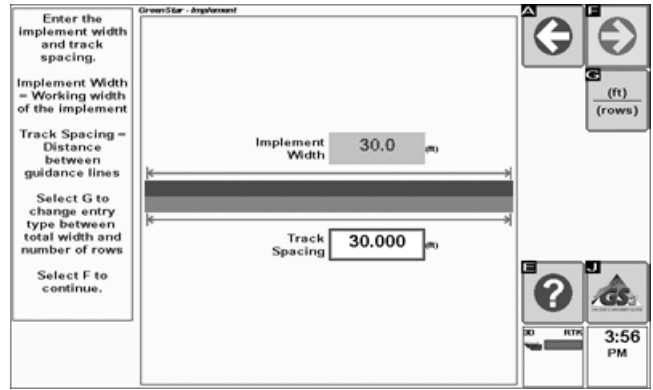 Enter the
implement width
and track
spacing.
Implement Width
= Working width
of the implement
Track Spacing =
Distance
between
guidance lines
Select G to
change entry
type between
total width and
number of rows
Select F to
continue.
GreenStar - Implement
Implement
Width
30.0
(ft)
Track
Spacing
30.000
(ft)
A
F
G
(ft)
(rows)
E
?
J
GS2
3D
RTK
3:56
PM